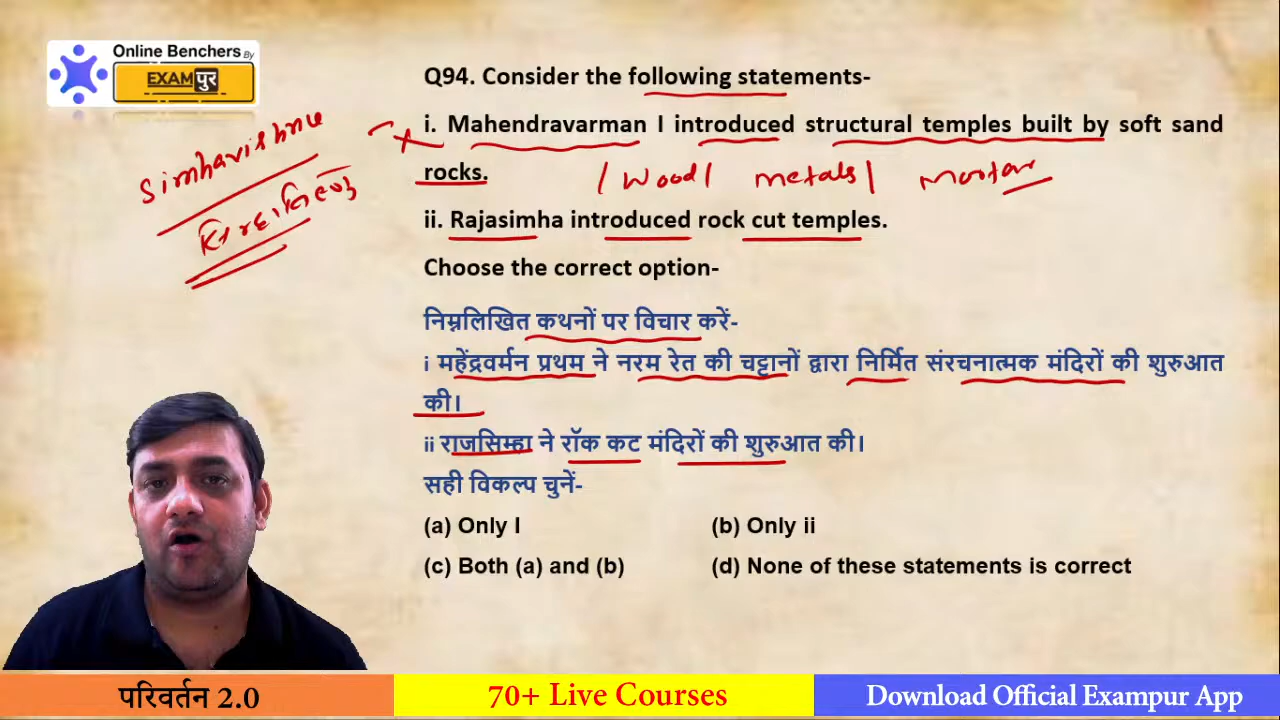 Online Benchers By
EXAMपुर
Q94. Consider the following statements-
i. Mahendravarman I introduced structural temples built by soft sand
rocks.
Simhavishnu
Wood | metals | Mortar
ii. Rajasimha introduced rock cut temples.
Choose the correct option-
निम्नलिखित कथनों पर विचार करें-
i महेंद्रवर्मन प्रथम ने नरम रेत की चट्टानों द्वारा निर्मित संरचनात्मक मंदिरों की शुरुआत
की।
ii राजसिम्हा ने रॉक कट मंदिरों की शुरुआत की।
सही विकल्प चुनें-
(a) Only I
(b) Only ii
(c) Both (a) and (b)
(d) None of these statements is correct
परिवर्तन 2.0
70+ Live Courses
Download Official Exampur App